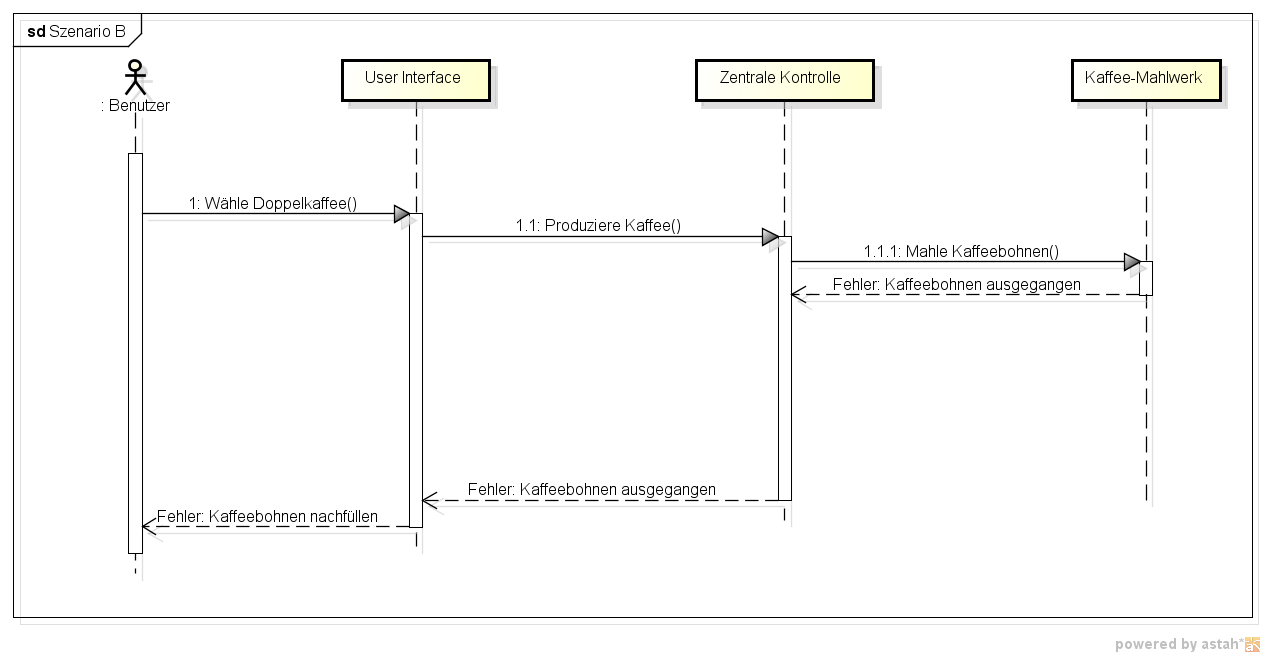 sd Szenario B
: Benutzer
User Interface
Zentrale Kontrolle
Kaffee-Mahlwerk
1: Wähle Doppelkaffee()
1.1: Produziere Kaffee()
1.1.1: Mahle Kaffeebohnen()
Fehler: Kaffeebohnen ausgegangen
Fehler: Kaffeebohnen ausgegangen
Fehler: Kaffeebohnen nachfüllen
powered by astah*